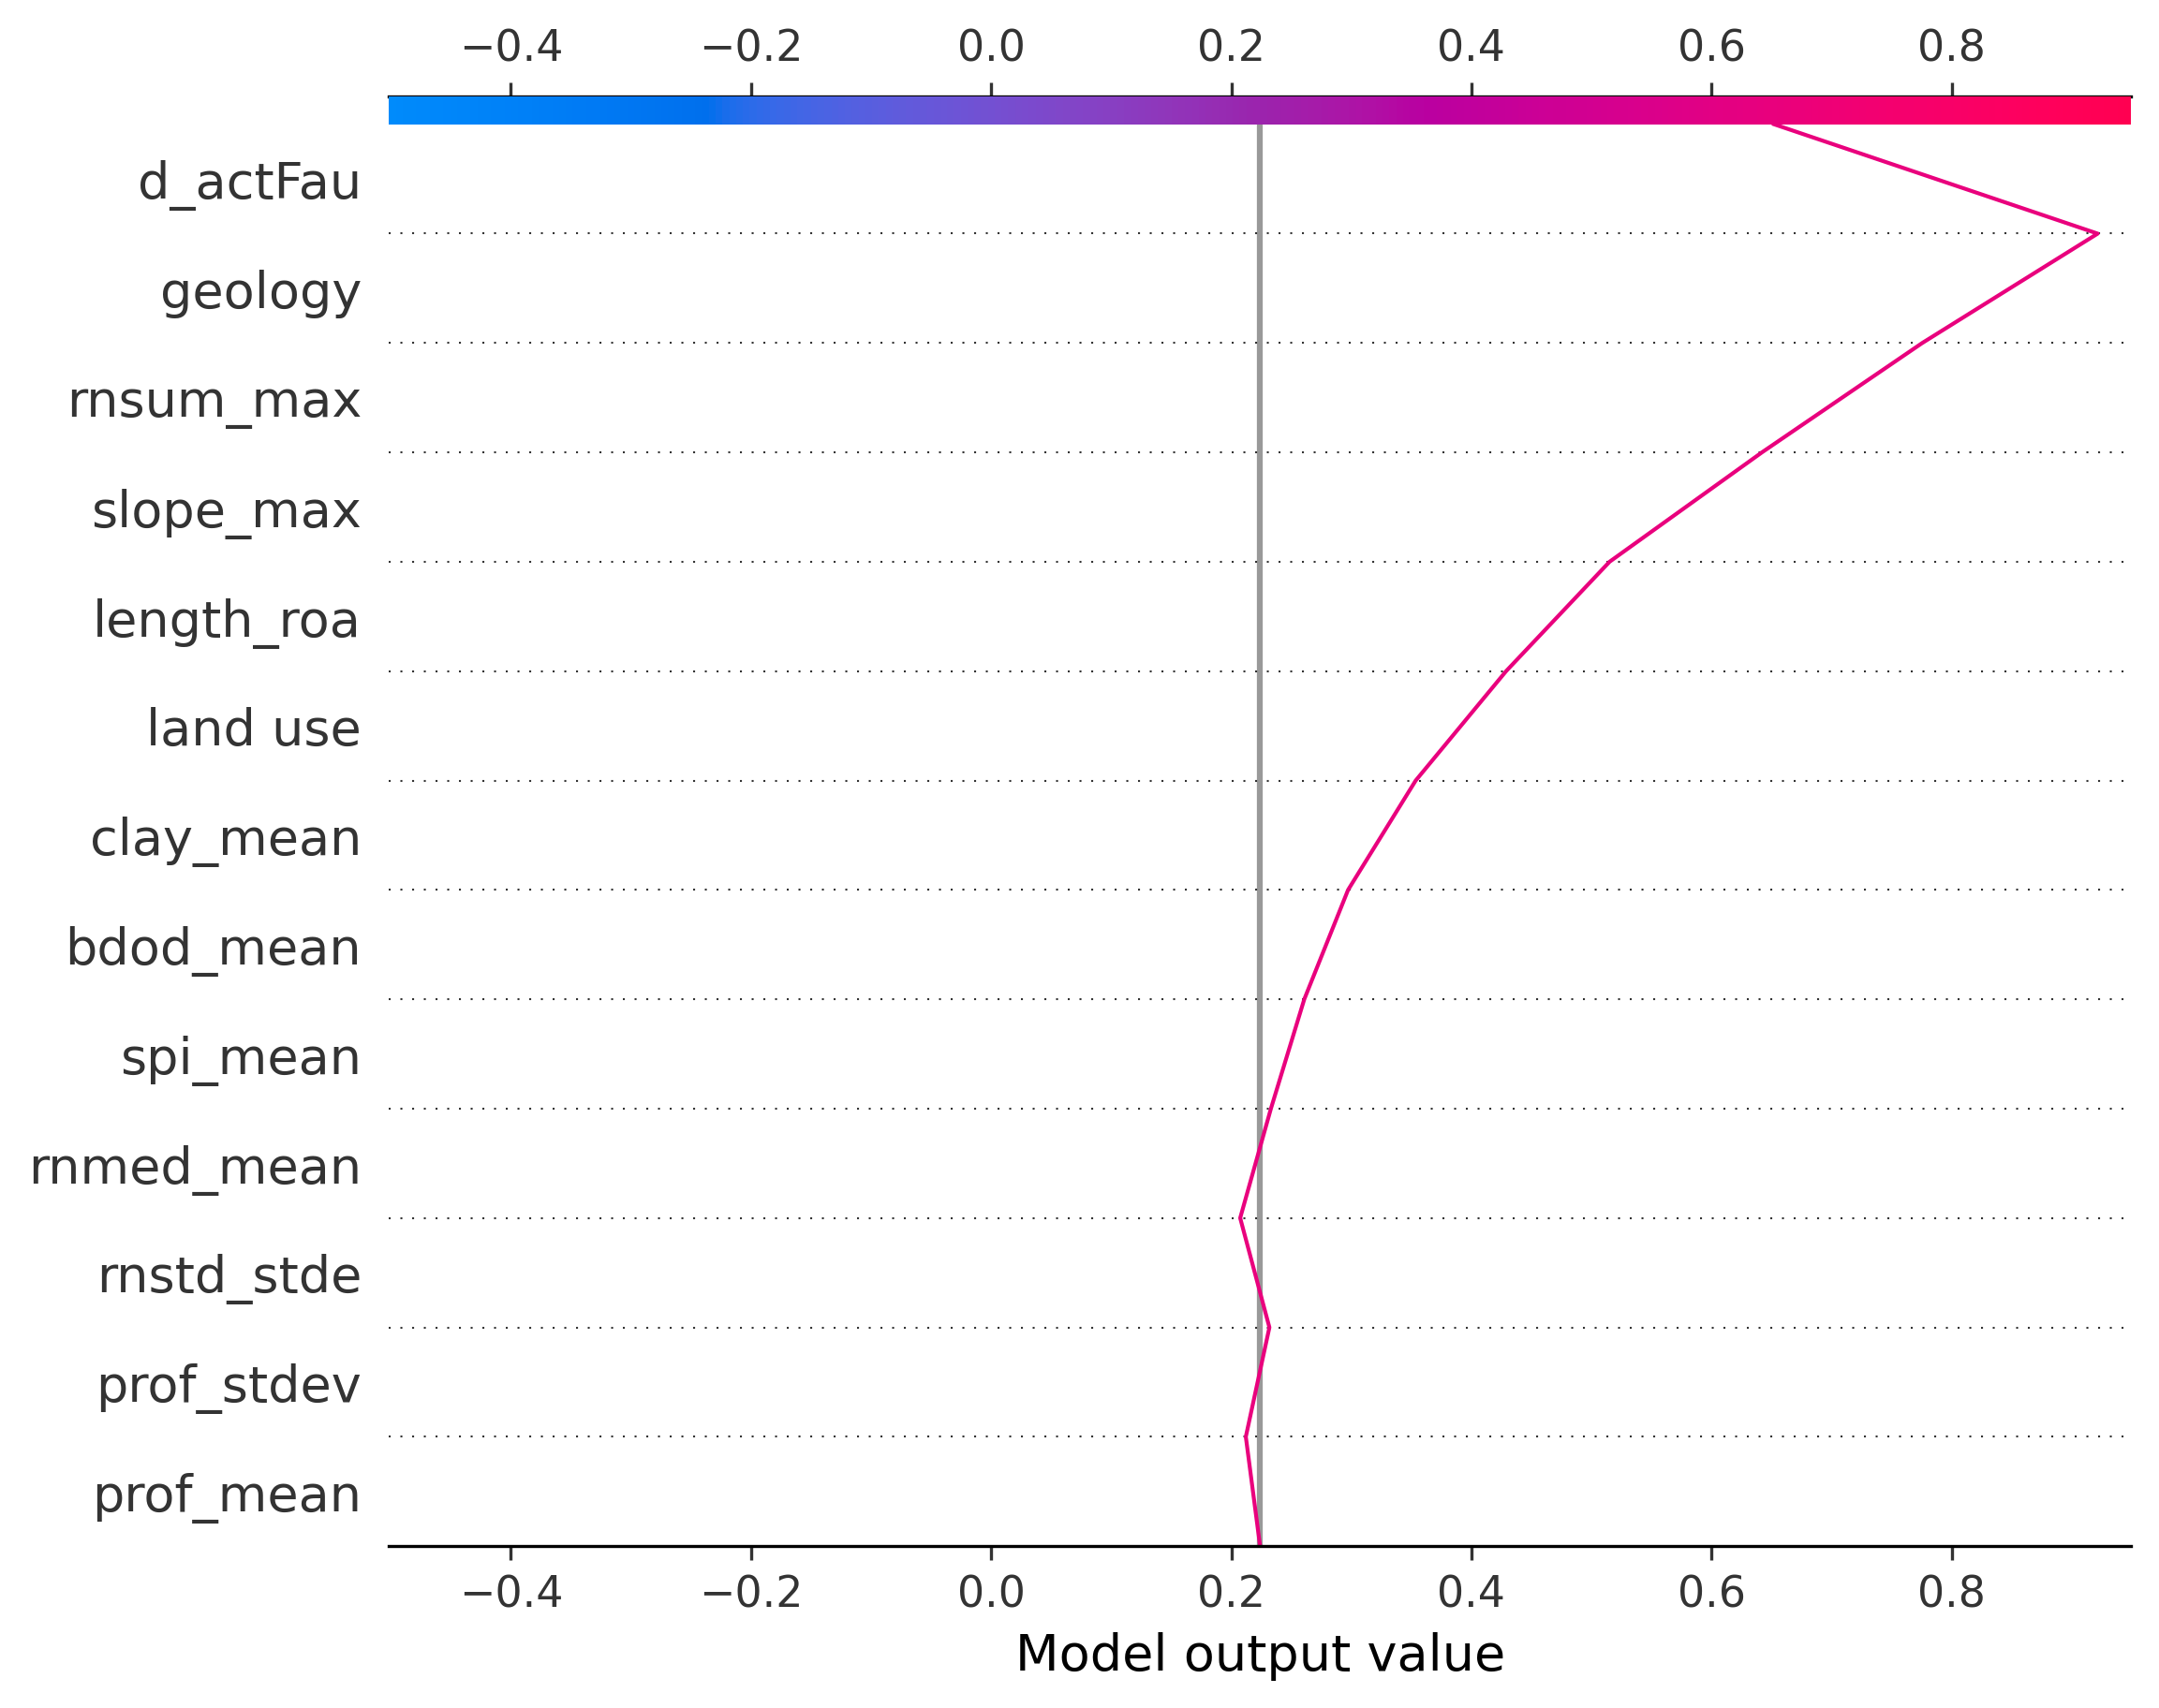 −0.4 −0.2 0.0 0.2 0.4 0.6 0.8
d_actFau
geology
rnsum_max
slope_max
length_roa
land use
clay_mean
bdod_mean
spi_mean
rnmed_mean
rnstd_stde
prof_stdev
prof_mean
−0.4 −0.2 0.0 0.2 0.4 0.6 0.8
Model output value